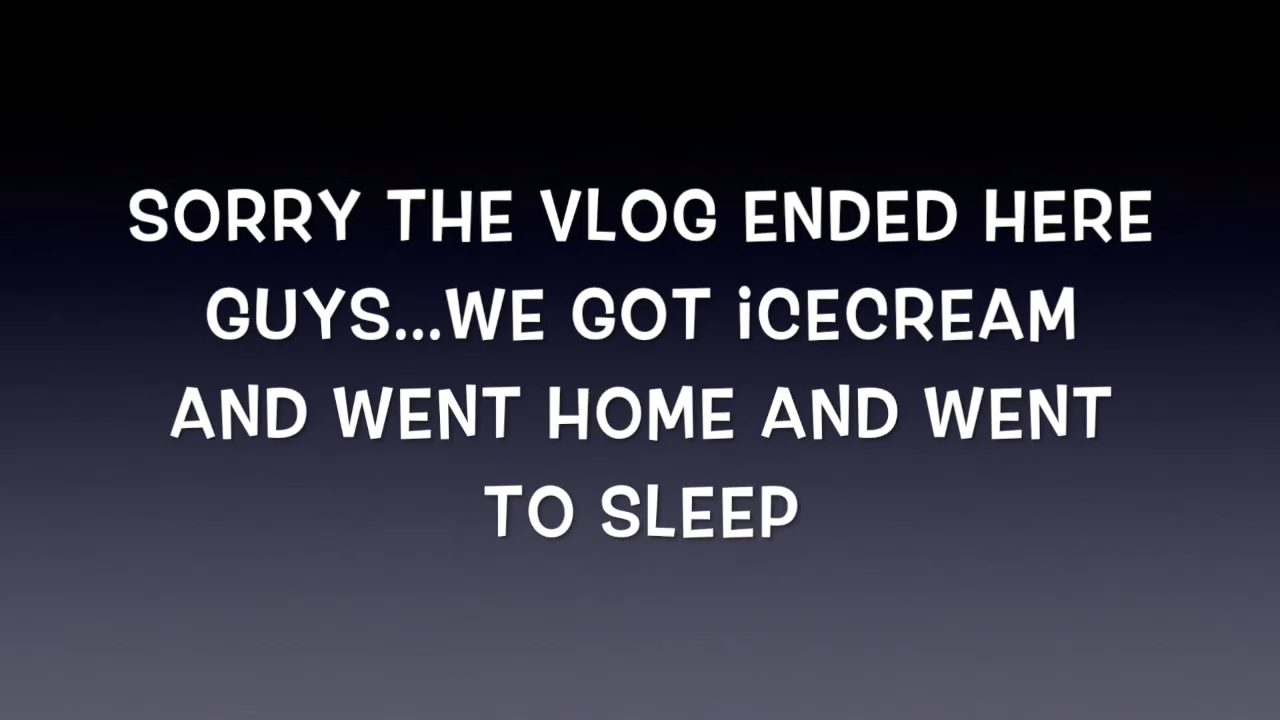 SORRY THE VLOG ENDED HERE
GUYS...WE GOT iCECREAM
AND WENT HOME AND WENT
TO SLEEP